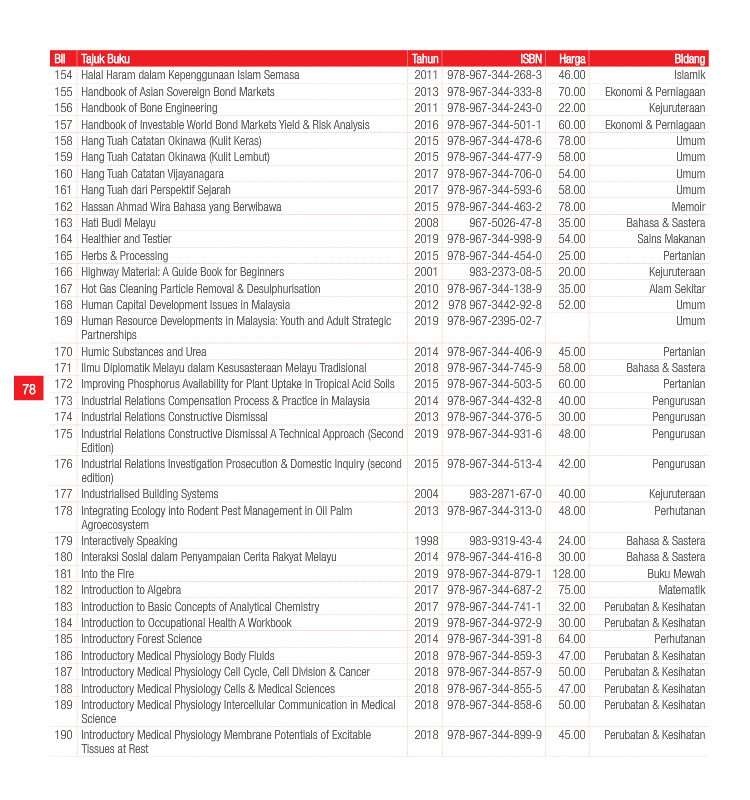 Bil Tajuk Buku Tahun ISBN Harga Bidang
154 Halal Haram dalam Kepenggunaan Islam Semasa 2011 978-967-344-268-3 46.00 Islamik
155 Handbook of Asian Sovereign Bond Markets 2013 978-967-344-333-8 70.00 Ekonomi & Perniagaan
156 Handbook of Bone Engineering 2011 978-967-344-243-0 22.00 Kejuruteraan
157 Handbook of Investable World Bond Markets Yield & Risk Analysis 2016 978-967-344-501-1 60.00 Ekonomi & Perniagaan
158 Hang Tuah Catatan Okinawa (Kulit Keras) 2015 978-967-344-478-6 78.00 Umum
159 Hang Tuah Catatan Okinawa (Kulit Lembut) 2015 978-967-344-477-9 58.00 Umum
160 Hang Tuah Catatan Vijayanagara 2017 978-967-344-706-0 54.00 Umum
161 Hang Tuah dari Perspektif Sejarah 2017 978-967-344-593-6 58.00 Umum
162 Hassan Ahmad Wira Bahasa yang Berwibawa 2015 978-967-344-463-2 78.00 Memoir
163 Hati Budi Melayu 2008 967-5026-47-8 35.00 Bahasa & Sastera
164 Healthier and Testier 2019 978-967-344-998-9 54.00 Sains Makanan
165 Herbs & Processing 2015 978-967-344-454-0 25.00 Pertanian
166 Highway Material: A Guide Book for Beginners 2001 983-2373-08-5 20.00 Kejuruteraan
167 Hot Gas Cleaning Particle Removal & Desulphurisation 2010 978-967-344-138-9 35.00 Alam Sekitar
168 Human Capital Development Issues in Malaysia 2012 978 967-3442-92-8 52.00 Umum
169 Human Resource Developments in Malaysia: Youth and Adult Strategic 2019 978-967-2395-02-7 Umum
Partnerships
170 Humic Substances and Urea 2014 978-967-344-406-9 45.00 Pertanian
171 Ilmu Diplomatik Melayu dalam Kesusasteraan Melayu Tradisional 2018 978-967-344-745-9 58.00 Bahasa & Sastera
78
172 Improving Phosphorus Availability for Plant Uptake in Tropical Acid Soils 2015 978-967-344-503-5 60.00 Pertanian
173 Industrial Relations Compensation Process & Practice in Malaysia 2014 978-967-344-432-8 40.00 Pengurusan
174 Industrial Relations Constructive Dismissal 2013 978-967-344-376-5 30.00 Pengurusan
175 Industrial Relations Constructive Dismissal A Technical Approach (Second 2019 978-967-344-931-6 48.00 Pengurusan
Edition)
176 Industrial Relations Investigation Prosecution & Domestic Inquiry (second 2015 978-967-344-513-4 42.00 Pengurusan
edition)
177 Industrialised Building Systems 2004 983-2871-67-0 40.00 Kejuruteraan
178 Integrating Ecology into Rodent Pest Management in Oil Palm 2013 978-967-344-313-0 48.00 Perhutanan
Agroecosystem
179 Interactively Speaking 1998 983-9319-43-4 24.00 Bahasa & Sastera
180 Interaksi Sosial dalam Penyampaian Cerita Rakyat Melayu 2014 978-967-344-416-8 30.00 Bahasa & Sastera
181 Into the Fire 2019 978-967-344-879-1 128.00 Buku Mewah
182 Introduction to Algebra 2017 978-967-344-687-2 75.00 Matematik
183 Introduction to Basic Concepts of Analytical Chemistry 2017 978-967-344-741-1 32.00 Perubatan & Kesihatan
184 Introduction to Occupational Health A Workbook 2019 978-967-344-972-9 30.00 Perubatan & Kesihatan
185 Introductory Forest Science 2014 978-967-344-391-8 64.00 Perhutanan
186 Introductory Medical Physiology Body Fluids 2018 978-967-344-859-3 47.00 Perubatan & Kesihatan
187 Introductory Medical Physiology Cell Cycle, Cell Division & Cancer 2018 978-967-344-857-9 50.00 Perubatan & Kesihatan
188 Introductory Medical Physiology Cells & Medical Sciences 2018 978-967-344-855-5 47.00 Perubatan & Kesihatan
189 Introductory Medical Physiology Intercellular Communication in Medical 2018 978-967-344-858-6 50.00 Perubatan & Kesihatan
Science
190 Introductory Medical Physiology Membrane Potentials of Excitable 2018 978-967-344-899-9 45.00 Perubatan & Kesihatan
Tissues at Rest